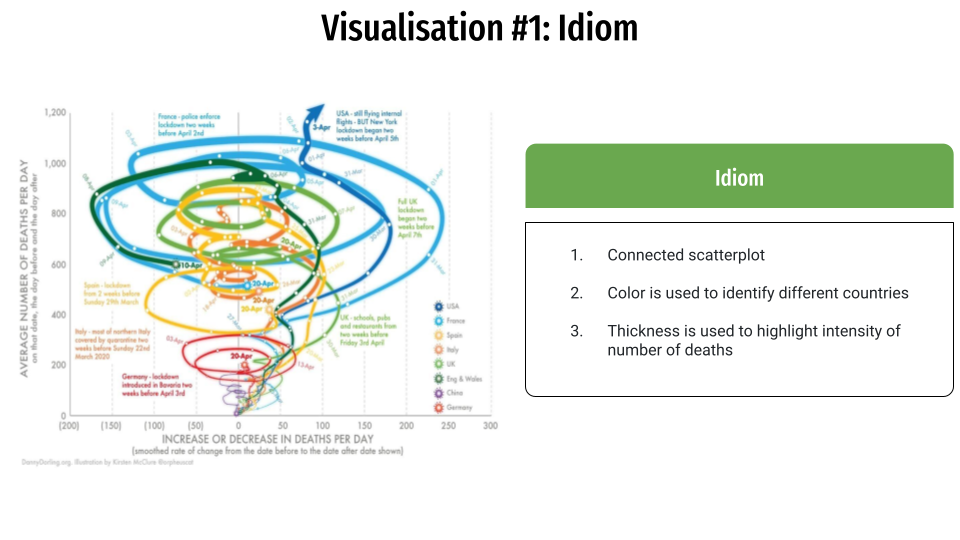 Visualisation #1: Idiom
France - police enforce
lockdown two weeks
before April 2nd
USA - still flying internal
flights - BUT New York
lockdown began two
weeks before April 5th
3-Apr
Full UK
lockdown
began two
weeks before
April 7th
10-Apr
20-Apr
20-Apr
20-Apr
20-Apr
Spain - lockdown
from 2 weeks before
Sunday 29th March
Italy - most of northern Italy
covered by quarantine two
weeks before Sunday 22nd
March 2020
UK - schools, pubs
and restaurants from
two weeks before
Friday 3rd April
20-Apr
Germany - lockdown
introduced in Bavaria two
weeks before April 3rd
USA
France
Spain
Italy
UK
Eng & Wales
China
Germany
AVERAGE NUMBER OF DEATHS PER DAY
on that date, the day before and the day after
1,200
1,000
800
600
400
200
0
(200) (150) (100) (50) 0 50 100 150 200 250 300
INCREASE OR DECREASE IN DEATHS PER DAY
(smoothed rate of change from the date before to the date after date shown)
DannyDorling.org, illustration by Kirsten McClure @orpheuscat
Idiom
1. Connected scatterplot
2. Color is used to identify different countries
3. Thickness is used to highlight intensity of
number of deaths